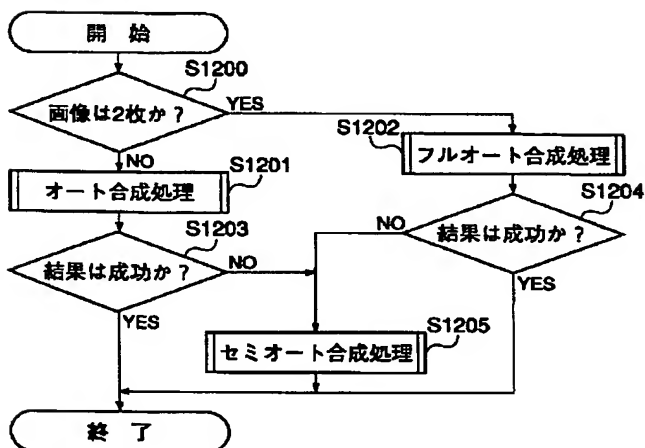 開 始
S1200
画像は2枚か？
YES
S1202
フルオート合成処理
NO
S1201
オート合成処理
S1204
S1203
NO
結果は成功か？
結果は成功か？
NO
YES
YES
S1205
セミオート合成処理
終 了